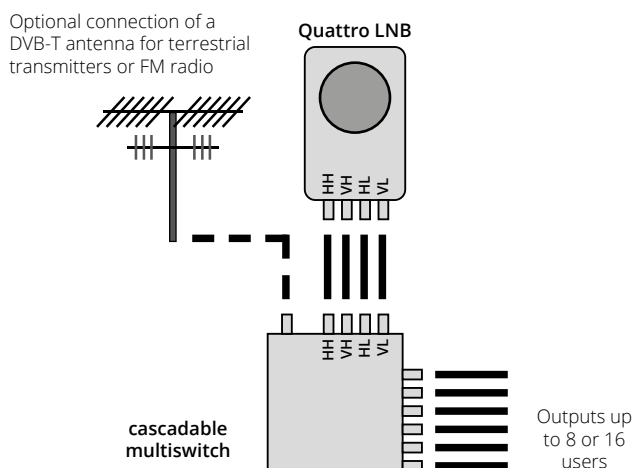 Optional connection of a
DVB-T antenna for terrestrial
transmitters or FM radio
Quattro LNB
HH
VH
HL
VL
HH
VH
HL
VL
cascadable
multiswitch
Outputs up
to 8 or 16
users